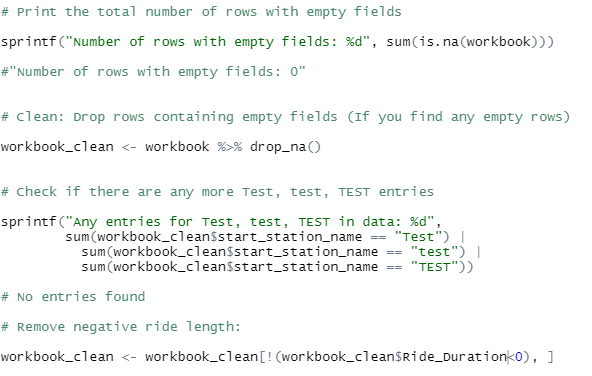 # Print the total number of rows with empty fields
sprintf("Number of rows with empty fields: %d", sum(is.na(workbook)))
#"Number of rows with empty fields: 0"
# Clean: Drop rows containing empty fields (If you find any empty rows)
workbook_clean <- workbook %>% drop_na()
# Check if there are any more Test, test, TEST entries
sprintf("Any entries for Test, test, TEST in data: %d",
sum(workbook_clean$start_station_name == "Test") |
sum(workbook_clean$start_station_name == "test") |
sum(workbook_clean$start_station_name == "TEST"))
# No entries found
# Remove negative ride length:
workbook_clean <- workbook_clean[!(workbook_clean$Ride_Duration<0), ]